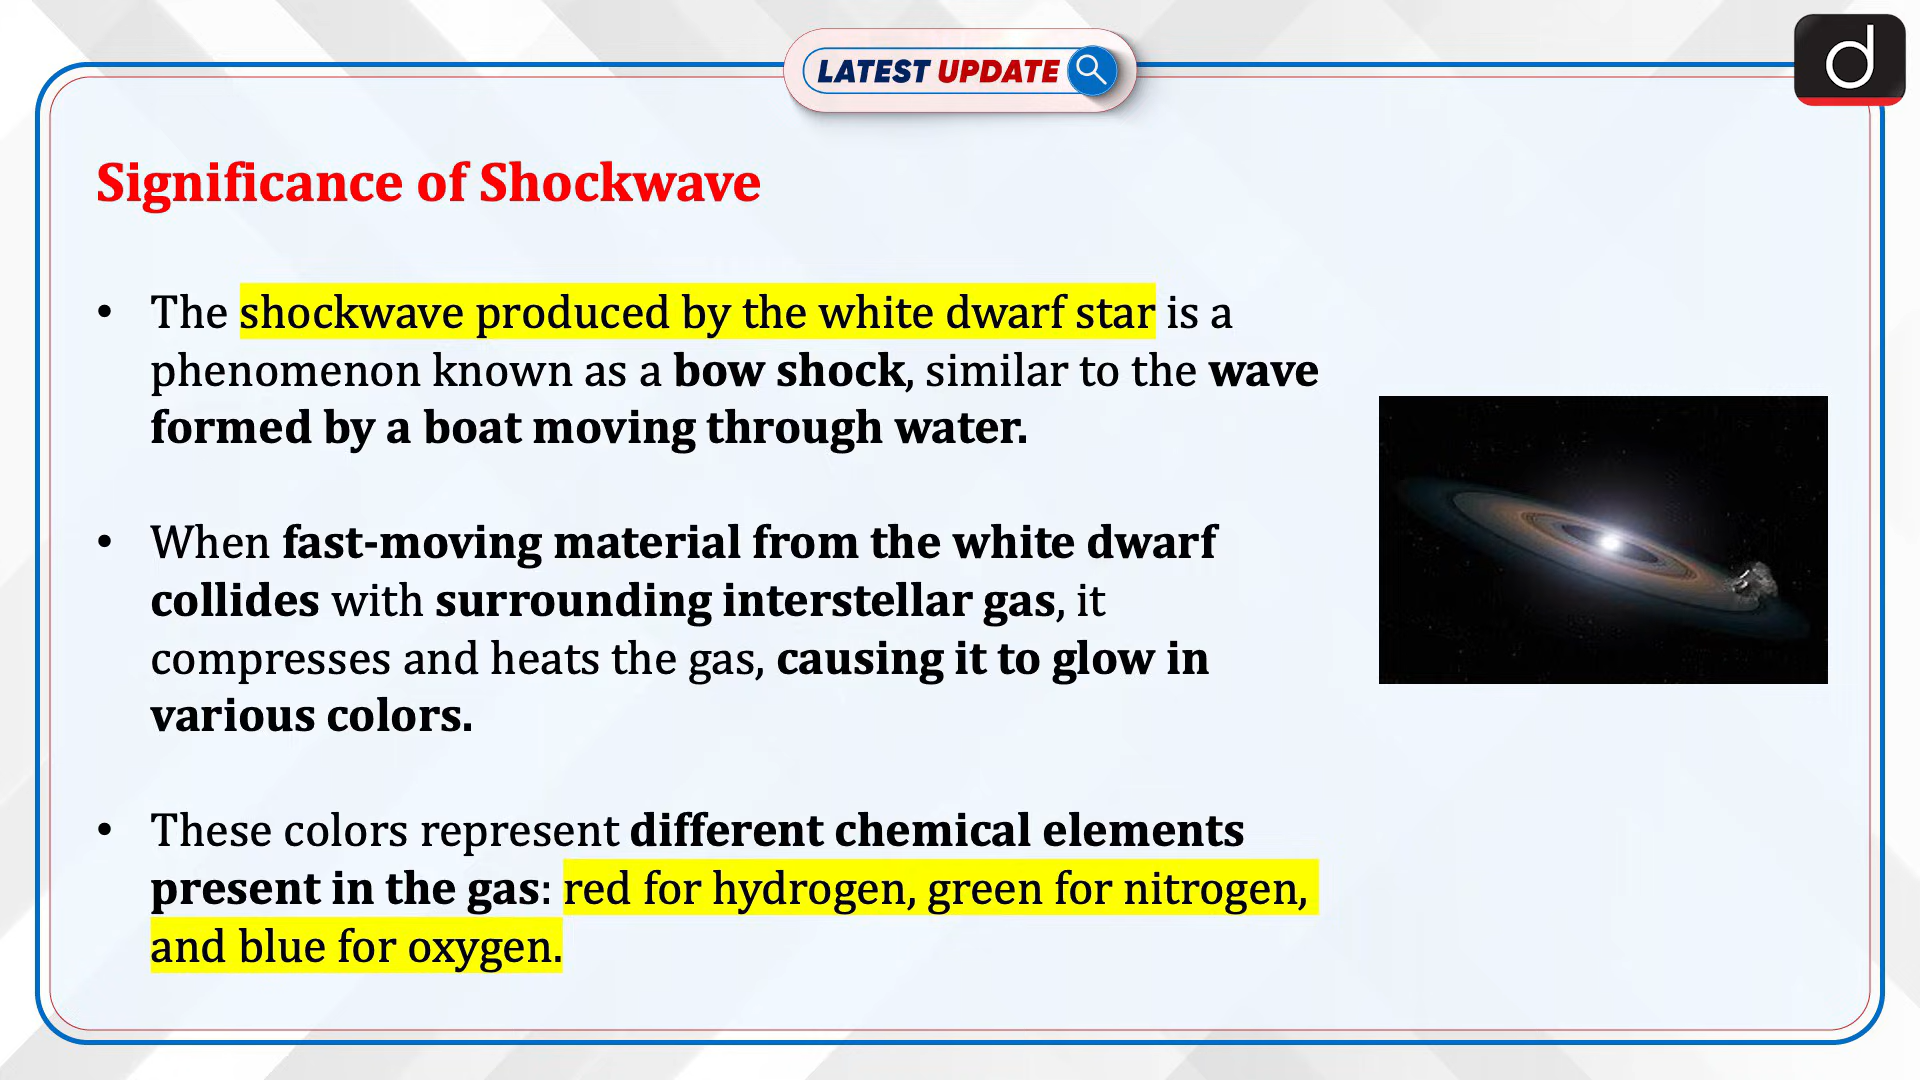 LATEST UPDATE
d
Significance of Shockwave
• The shockwave produced by the white dwarf star is a
phenomenon known as a bow shock, similar to the wave
formed by a boat moving through water.
• When fast-moving material from the white dwarf
collides with surrounding interstellar gas, it
compresses and heats the gas, causing it to glow in
various colors.
• These colors represent different chemical elements
present in the gas: red for hydrogen, green for nitrogen,
and blue for oxygen.